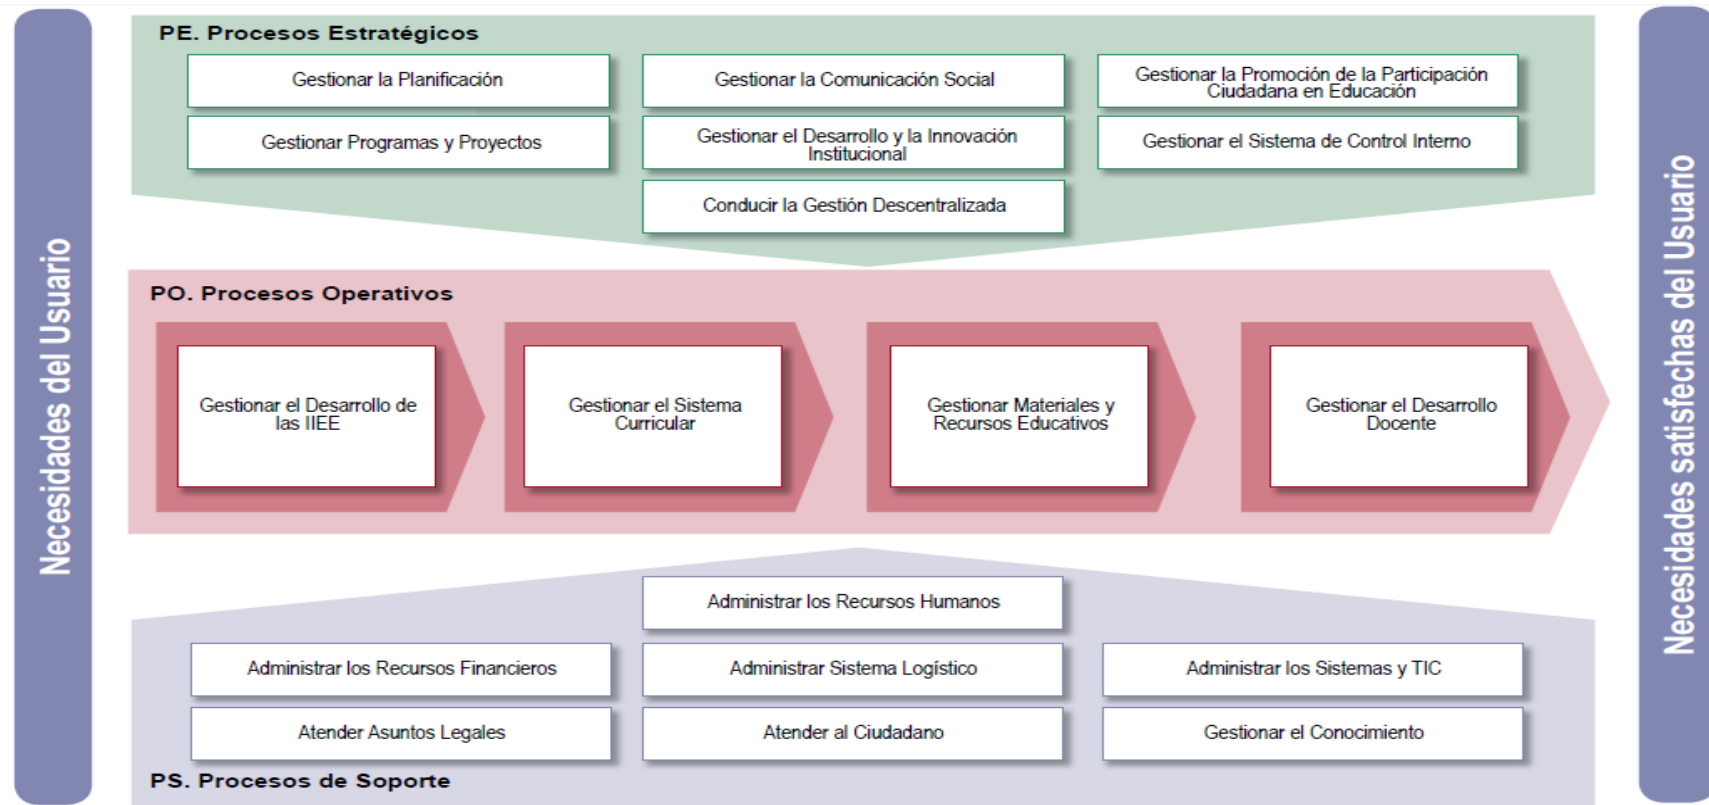 Necesidades del Usuario
PE. Procesos Estratégicos
Gestionar la Planificación
Gestionar la Comunicación Social
Gestionar la Promoción de la Participación
Ciudadana en Educación
Gestionar Programas y Proyectos
Gestionar el Desarrollo y la Innovación
Institucional
Gestionar el Sistema de Control Interno
Conducir la Gestión Descentralizada
PO. Procesos Operativos
Gestionar el Desarrollo de
las IIEE
Gestionar el Sistema
Curricular
Gestionar Materiales y
Recursos Educativos
Gestionar el Desarrollo
Docente
Administrar los Recursos Humanos
Administrar los Recursos Financieros
Administrar Sistema Logístico
Administrar los Sistemas y TIC
Atender Asuntos Legales
Atender al Ciudadano
Gestionar el Conocimiento
PS. Procesos de Soporte
Necesidades satisfechas del Usuario